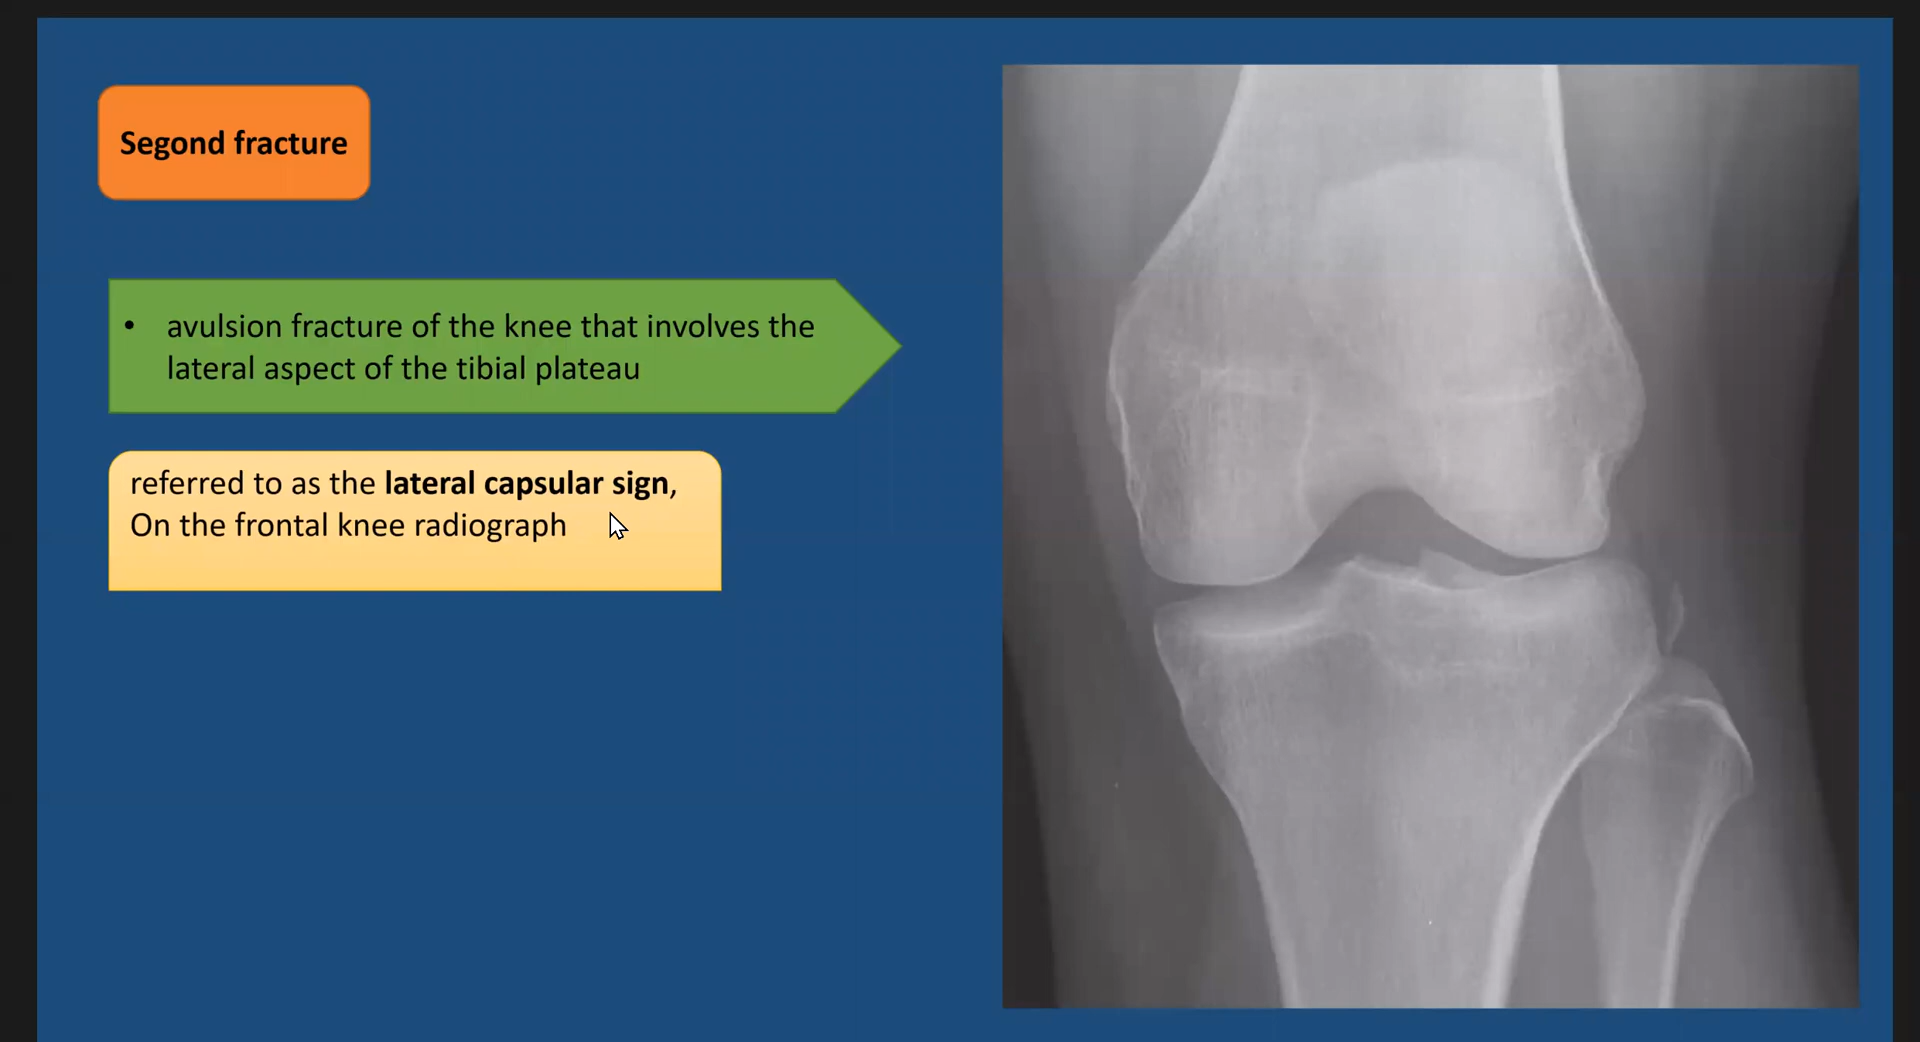 Segond fracture
• avulsion fracture of the knee that involves the
lateral aspect of the tibial plateau
referred to as the lateral capsular sign,
On the frontal knee radiograph